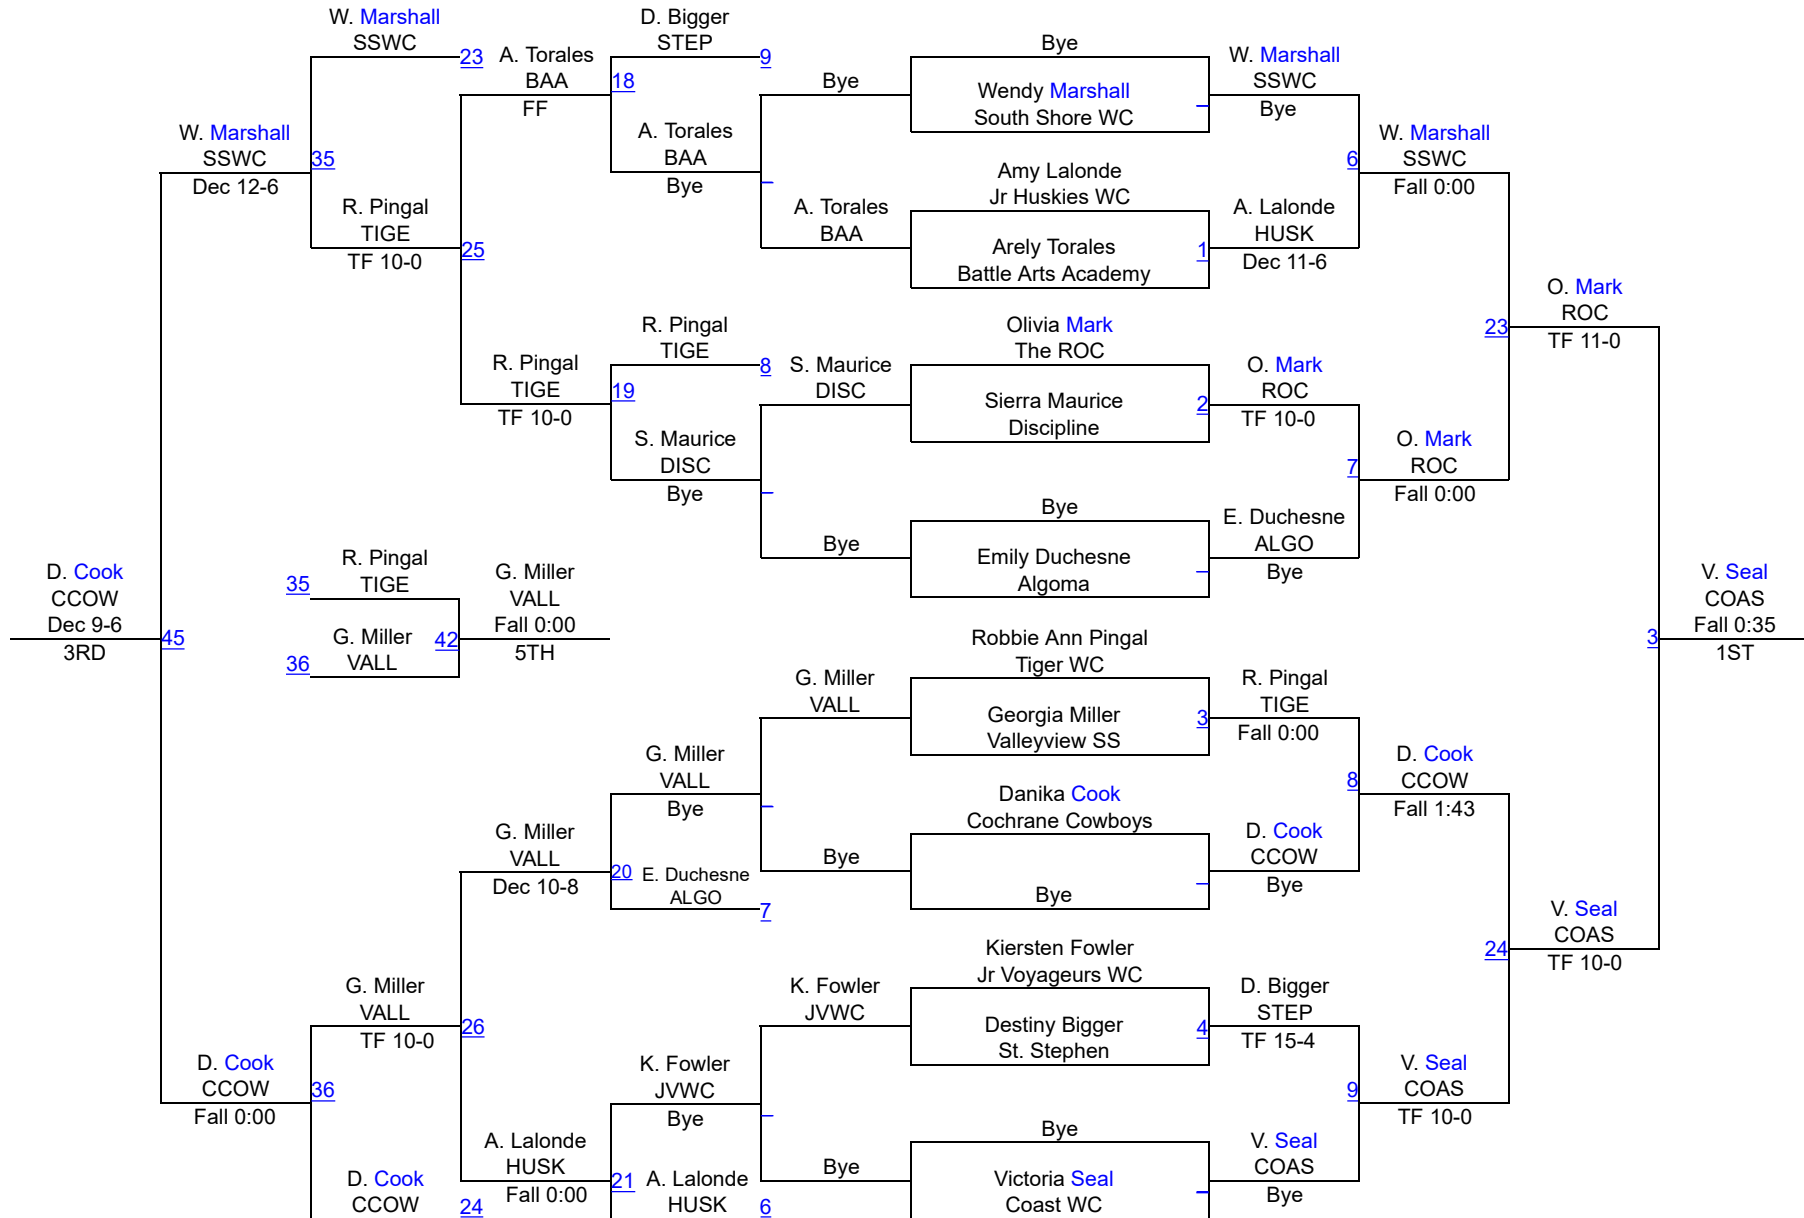 W. Marshall
SSWC
23
W. Marshall
SSWC
Dec 12-6
35
R. Pingal
TIGE
TF 10-0
25
A. Torales
BAA
FF
D. Bigger
STEP
9
18
A. Torales
BAA
Bye
Bye
A. Torales
BAA
R. Pingal
TIGE
TF 10-0
R. Pingal
TIGE
8
19
S. Maurice
DISC
Bye
S. Maurice
DISC
Bye
Bye
Wendy Marshall
South Shore WC
Amy Lalonde
Jr Huskies WC
Arely Torales
Battle Arts Academy
1
Olivia Mark
The ROC
Sierra Maurice
Discipline
2
Bye
Emily Duchesne
Algoma
W. Marshall
SSWC
Bye
6
A. Lalonde
HUSK
Dec 11-6
W. Marshall
SSWC
Fall 0:00
O. Mark
ROC
TF 10-0
7
E. Duchesne
ALGO
Bye
O. Mark
ROC
Fall 0:00
23
O. Mark
ROC
TF 11-0
D. Cook
CCOW
Dec 9-6
3RD
45
35
R. Pingal
TIGE
36
G. Miller
VALL
42
G. Miller
VALL
Fall 0:00
5TH
V. Seal
COAS
Fall 0:35
1ST
3
Robbie Ann Pingal
Tiger WC
Georgia Miller
Valleyview SS
3
Danika Cook
Cochrane Cowboys
Bye
Kiersten Fowler
Jr Voyageurs WC
Destiny Bigger
St. Stephen
4
Bye
Victoria Seal
Coast WC
G. Miller
VALL
Bye
G. Miller
VALL
Bye
G. Miller
VALL
Dec 10-8
20
E. Duchesne
ALGO
7
R. Pingal
TIGE
Fall 0:00
8
D. Cook
CCOW
Bye
D. Cook
CCOW
Fall 1:43
24
V. Seal
COAS
TF 10-0
G. Miller
VALL
TF 10-0
26
K. Fowler
JVWC
K. Fowler
JVWC
Bye
Bye
D. Bigger
STEP
TF 15-4
9
V. Seal
COAS
Bye
V. Seal
COAS
TF 10-0
D. Cook
CCOW
Fall 0:00
36
D. Cook
CCOW
24
A. Lalonde
HUSK
Fall 0:00
21
A. Lalonde
HUSK
6